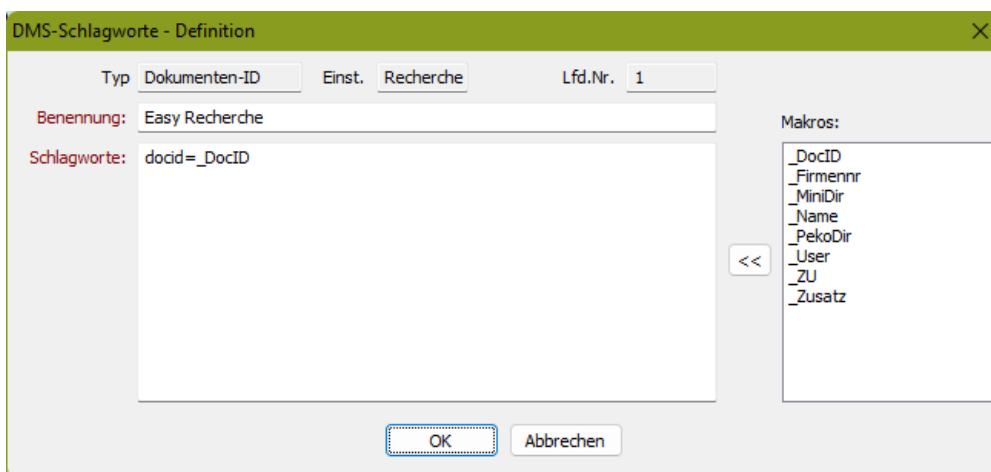 DMS-Schlagworte - Definition
Typ Dokumenten-ID Einst. Recherche Lfd.Nr. 1
Benennung: Easy Recherche
Makros:
Schlagworte: docid=_DocID
_DocID
_Firmennr
_MiniDir
_Name
_PekoDir
_User
_ZU
_Zusatz
<<
OK Abbrechen